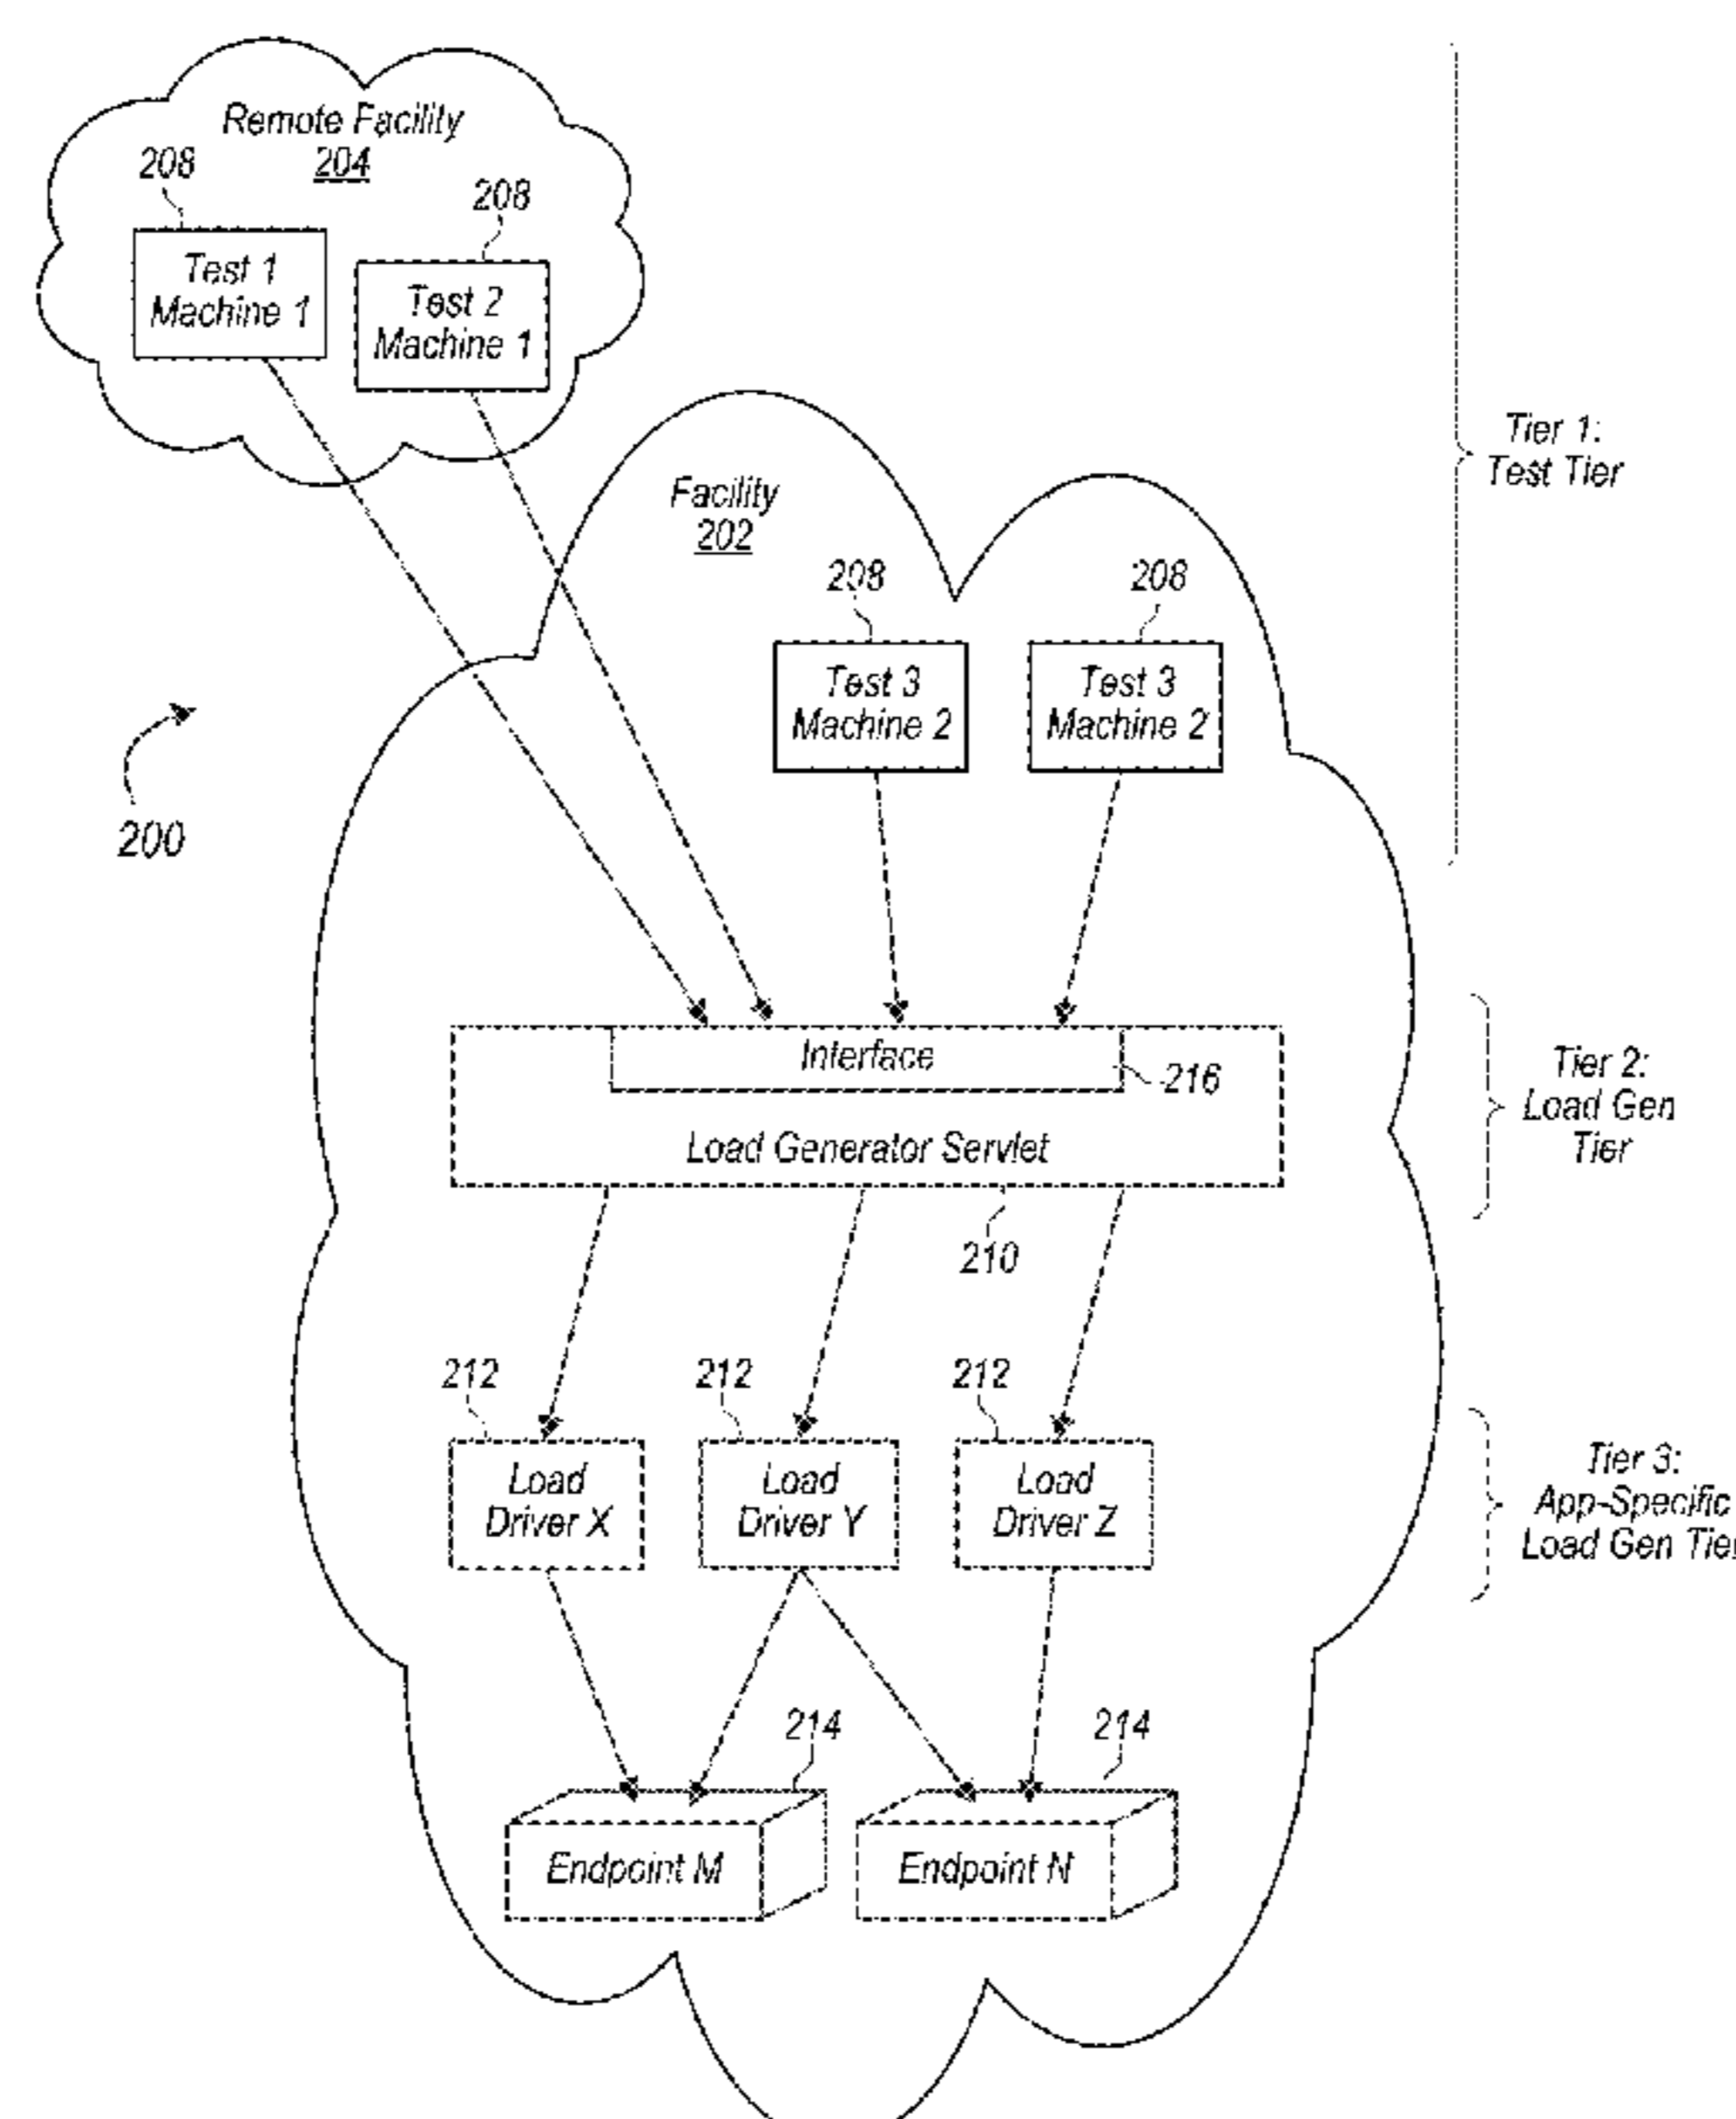 Remote Facility
204
208
208
Test 1
Machine 1
Test 2
Machine 1
Tier 1:
Test Tier
Facility
202
208
208
Test 3
Machine 2
Test 3
Machine 2
200
Interface
216
Load Generator Servlet
210
Tier 2:
Load Gen
Tier
212
212
212
Load
Driver X
Load
Driver Y
Load
Driver Z
Tier 3:
App-Specific
Load Gen Tier
214
214
Endpoint M
Endpoint N